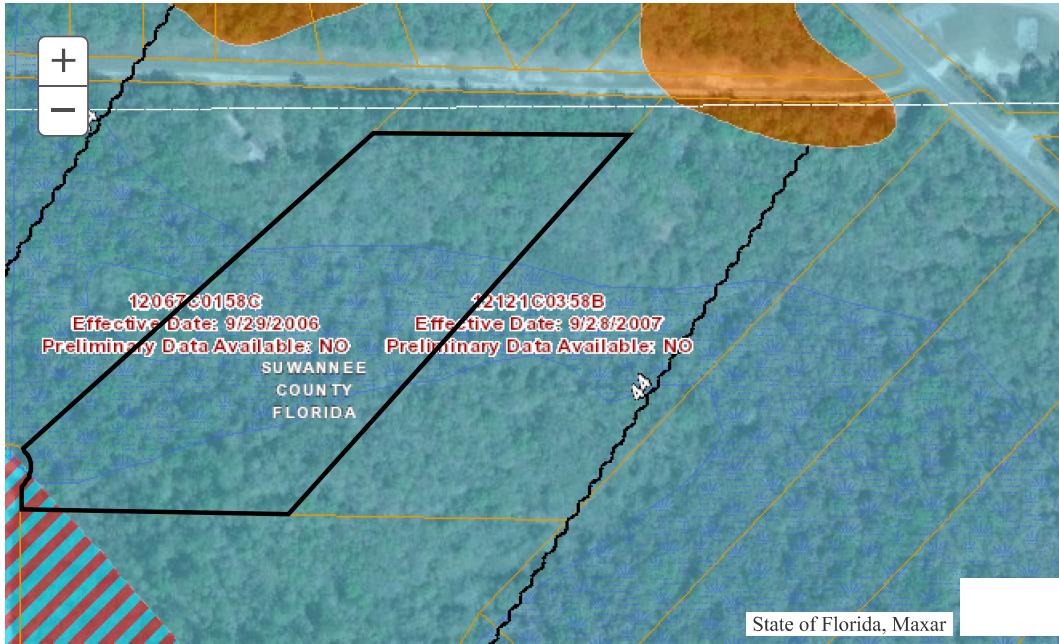 +
−
12067C0158C
Effective Date: 9/29/2006
Preliminary Data Available: NO
12121C0358B
Effective Date: 9/28/2007
Preliminary Data Available: NO
SUWANNEE
COUNTY
FLORIDA
44
State of Florida, Maxar